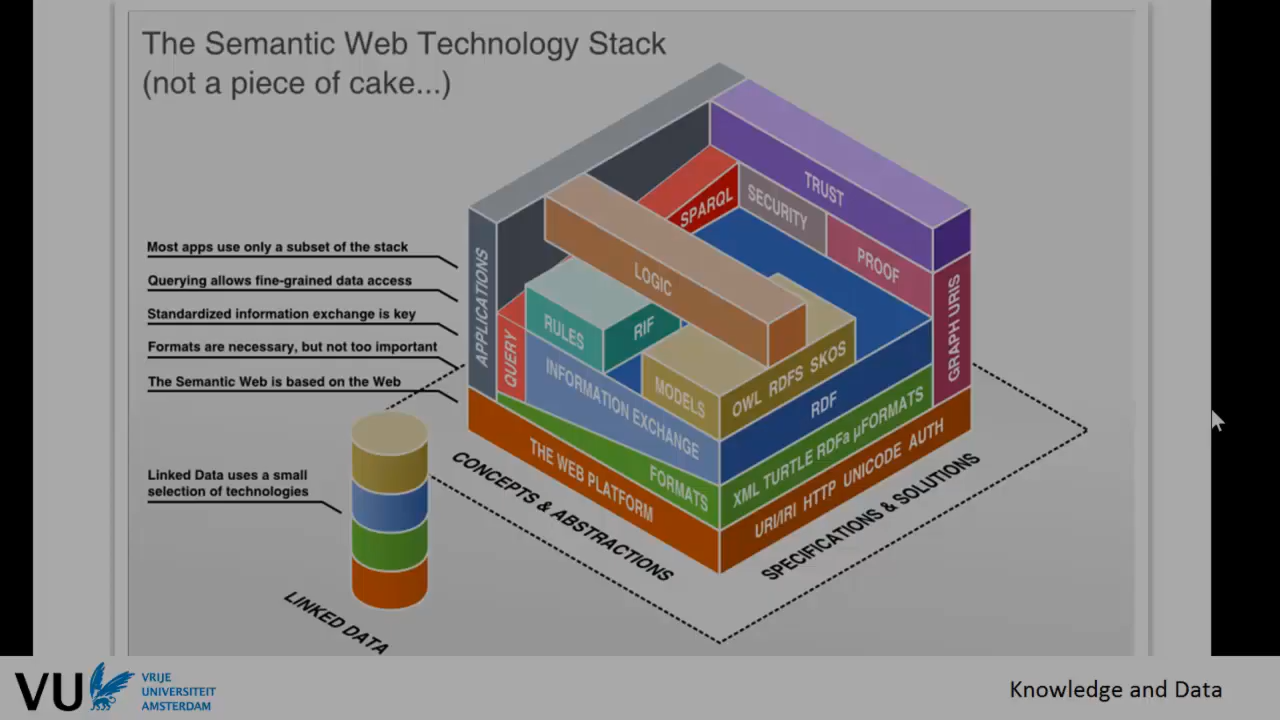 The Semantic Web Technology Stack
(not a piece of cake...)
Most apps use only a subset of the stack
Querying allows fine-grained data access
Standardized information exchange is key
Formats are necessary, but not too important
The Semantic Web is based on the Web
Linked Data uses a small
selection of technologies
LINKED DATA
APPLICATIONS
QUERY
RULES
RIF
LOGIC
SPARQL
SECURITY
TRUST
PROOF
GRAPH URIS
INFORMATION EXCHANGE
MODELS
OWL RDFS SKOS
RDF
FORMATS
XML TURTLE RDFa µFORMATS
THE WEB PLATFORM
URI/IRI HTTP UNICODE AUTH
CONCEPTS & ABSTRACTIONS
SPECIFICATIONS & SOLUTIONS
VU
VRIJE
UNIVERSITEIT
AMSTERDAM
Knowledge and Data